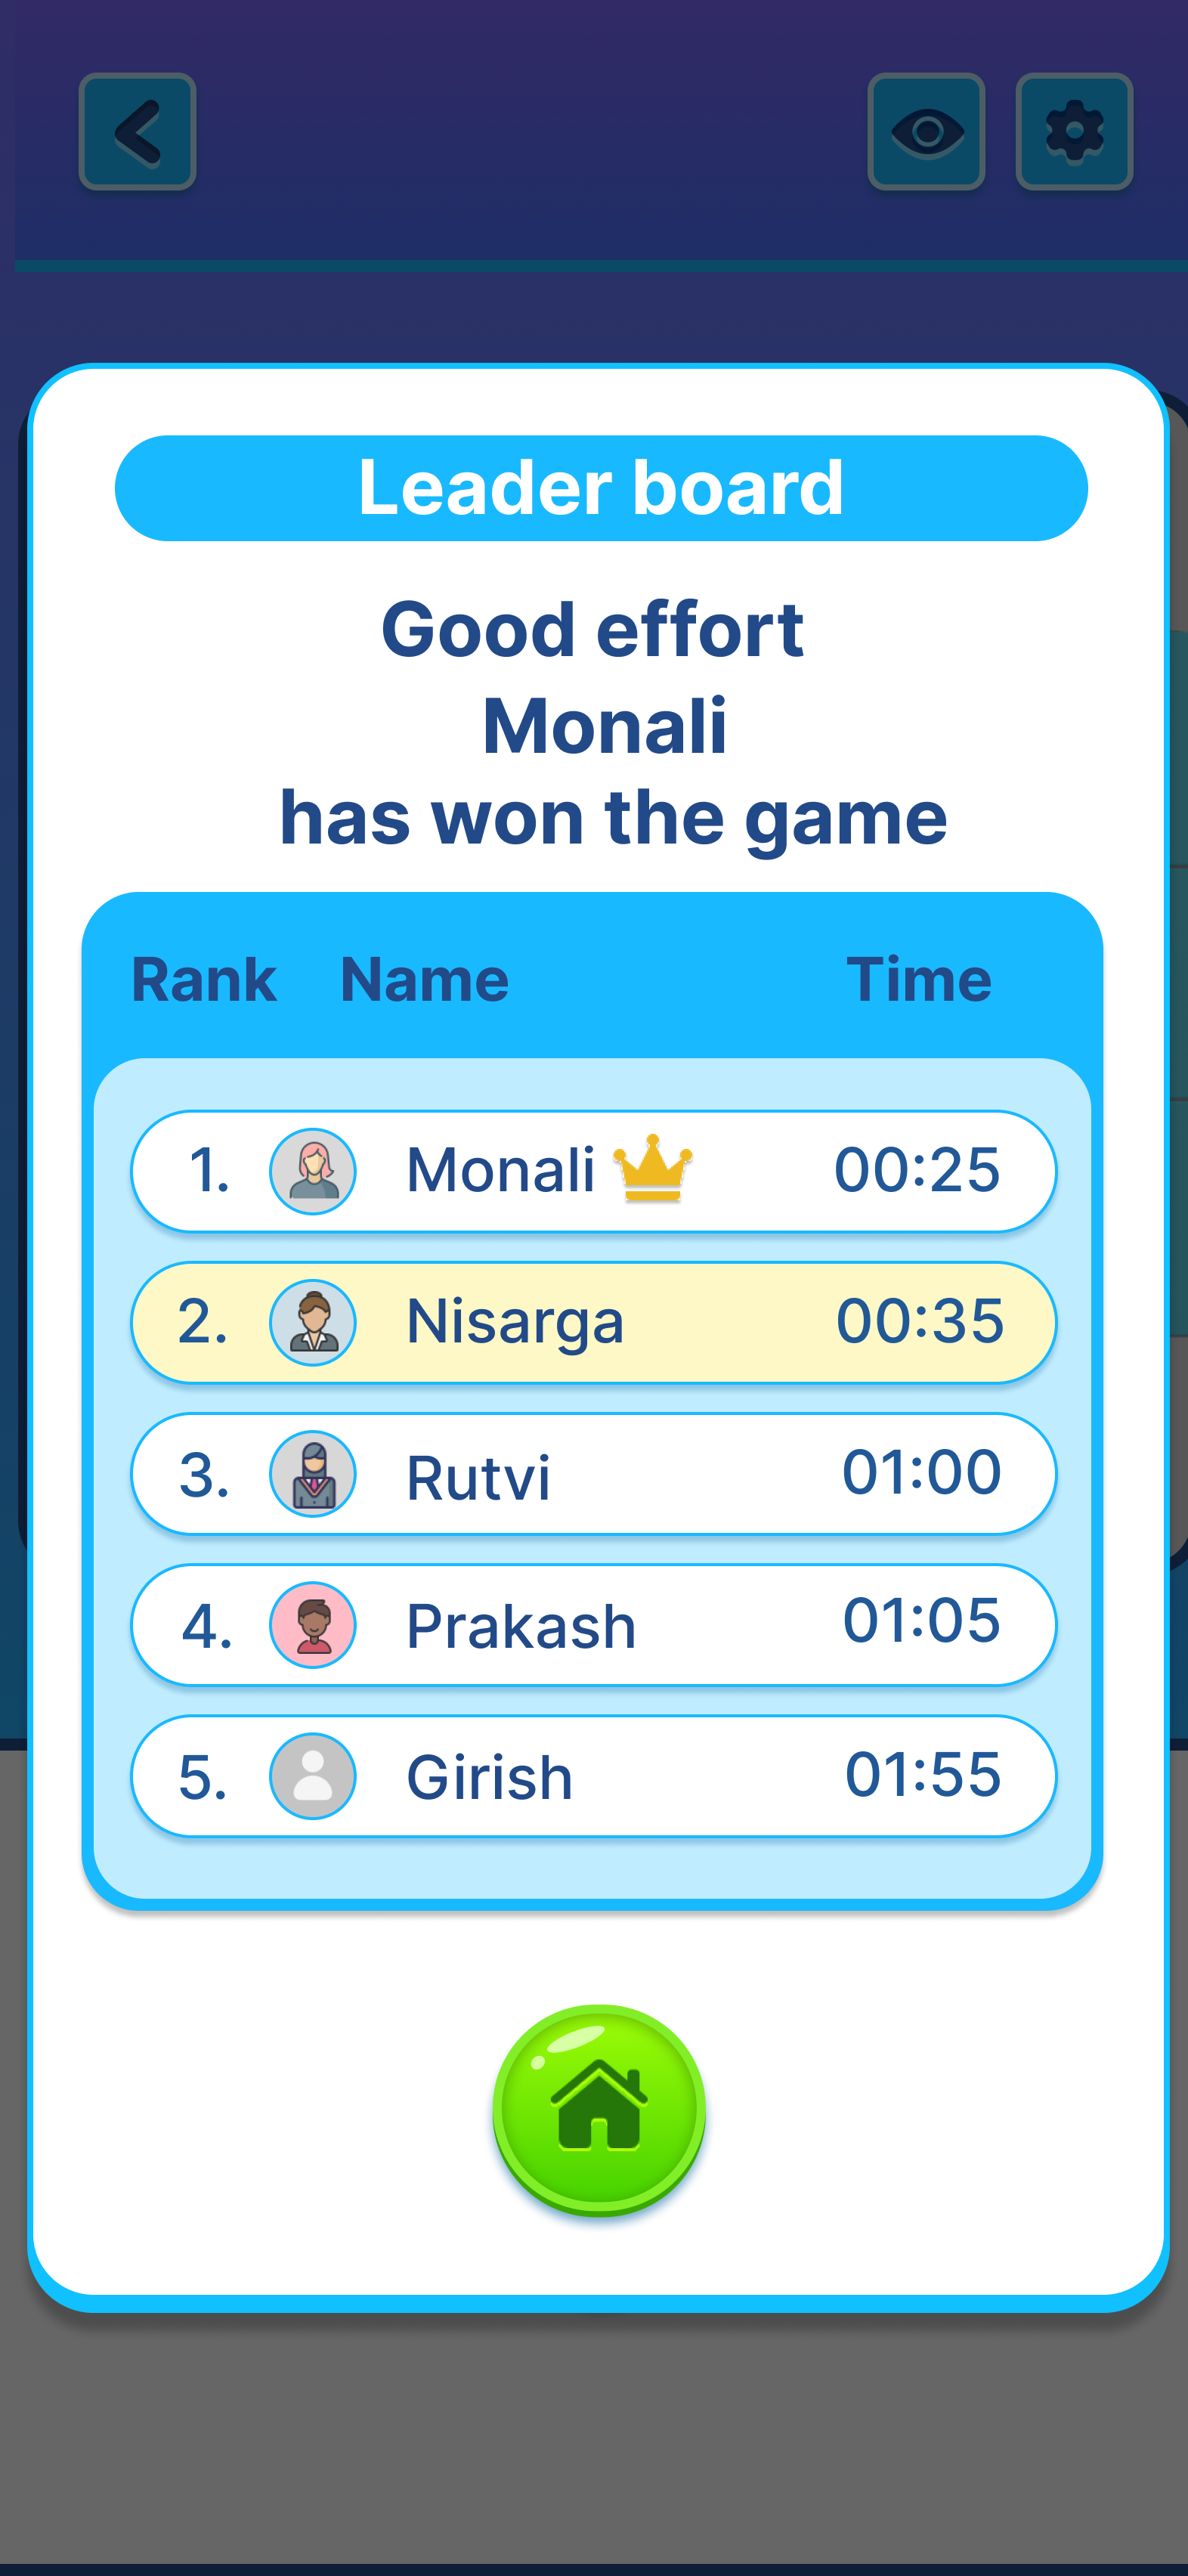 Leader board
Good effort
Monali
has won the game
Rank Name Time
1. Monali 00:25
2. Nisarga 00:35
3. Rutvi 01:00
4. Prakash 01:05
5. Girish 01:55